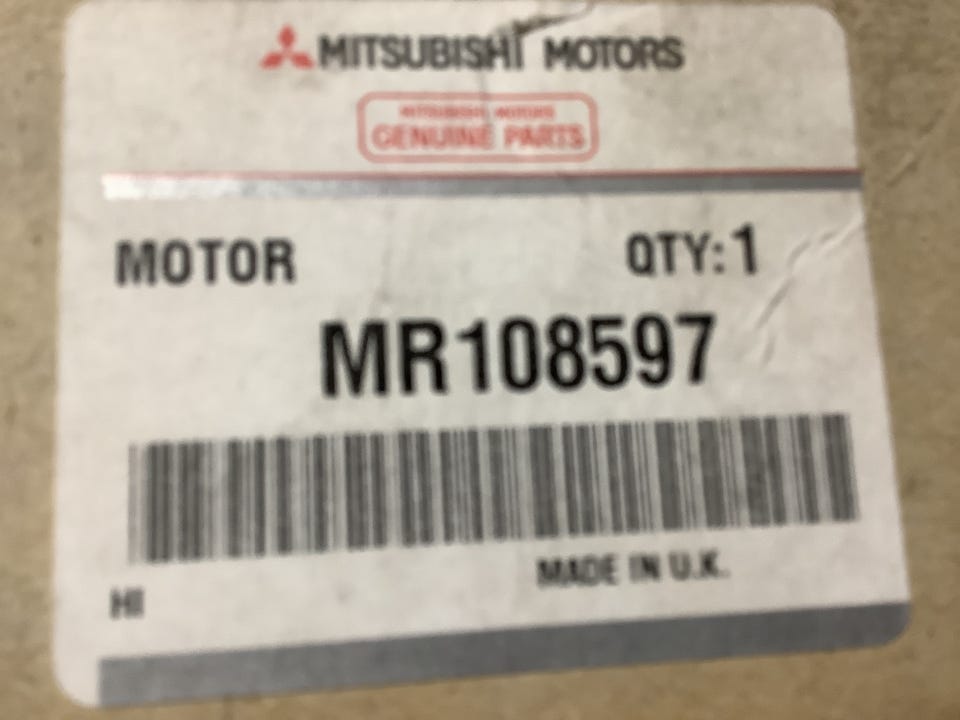 MITSUBISHI MOTORS
MITSUBISHI MOTORS
GENUINE PARTS
MOTOR QTY: 1
MR108597
MADE IN U.K.
HI